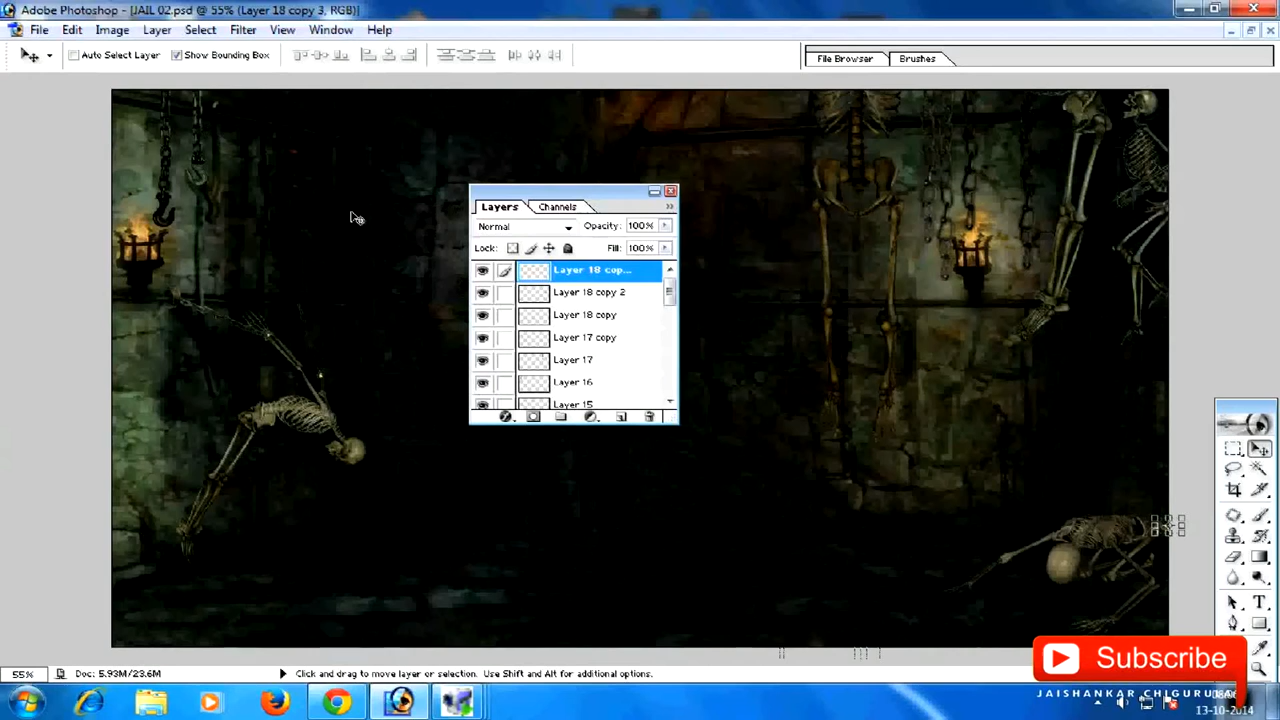 Adobe Photoshop - [JAIL 02.psd @ 55% (Layer 18 copy 3, RGB)]
File Edit Image Layer Select Filter View Window Help
Auto Select Layer Show Bounding Box File Browser Brushes
Layers Channels
Normal Opacity: 100%
Lock: Fill: 100%
Layer 18 cop...
Layer 18 copy 2
Layer 18 copy
Layer 17 copy
Layer 17
Layer 16
Layer 15
Subscribe
55% Doc: 5.93M/23.6M Click and drag to move layer or selection. Use Shift and Alt for additional options.
JAISHANKAR CHIGURULA
13-10-2014